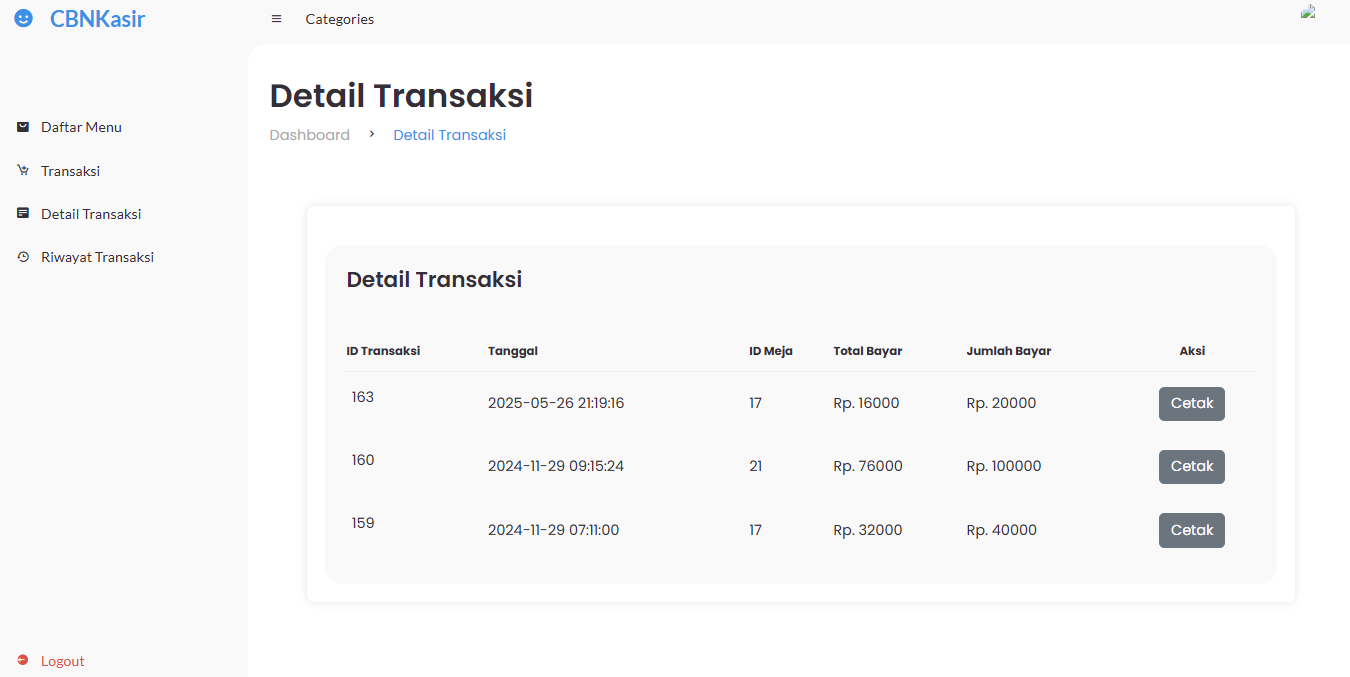 CBNKasir
Categories
Daftar Menu
Transaksi
Detail Transaksi
Riwayat Transaksi
Logout
Detail Transaksi
Dashboard > Detail Transaksi
Detail Transaksi
ID Transaksi Tanggal ID Meja Total Bayar Jumlah Bayar Aksi
163 2025-05-26 21:19:16 17 Rp. 16000 Rp. 20000 Cetak
160 2024-11-29 09:15:24 21 Rp. 76000 Rp. 100000 Cetak
159 2024-11-29 07:11:00 17 Rp. 32000 Rp. 40000 Cetak